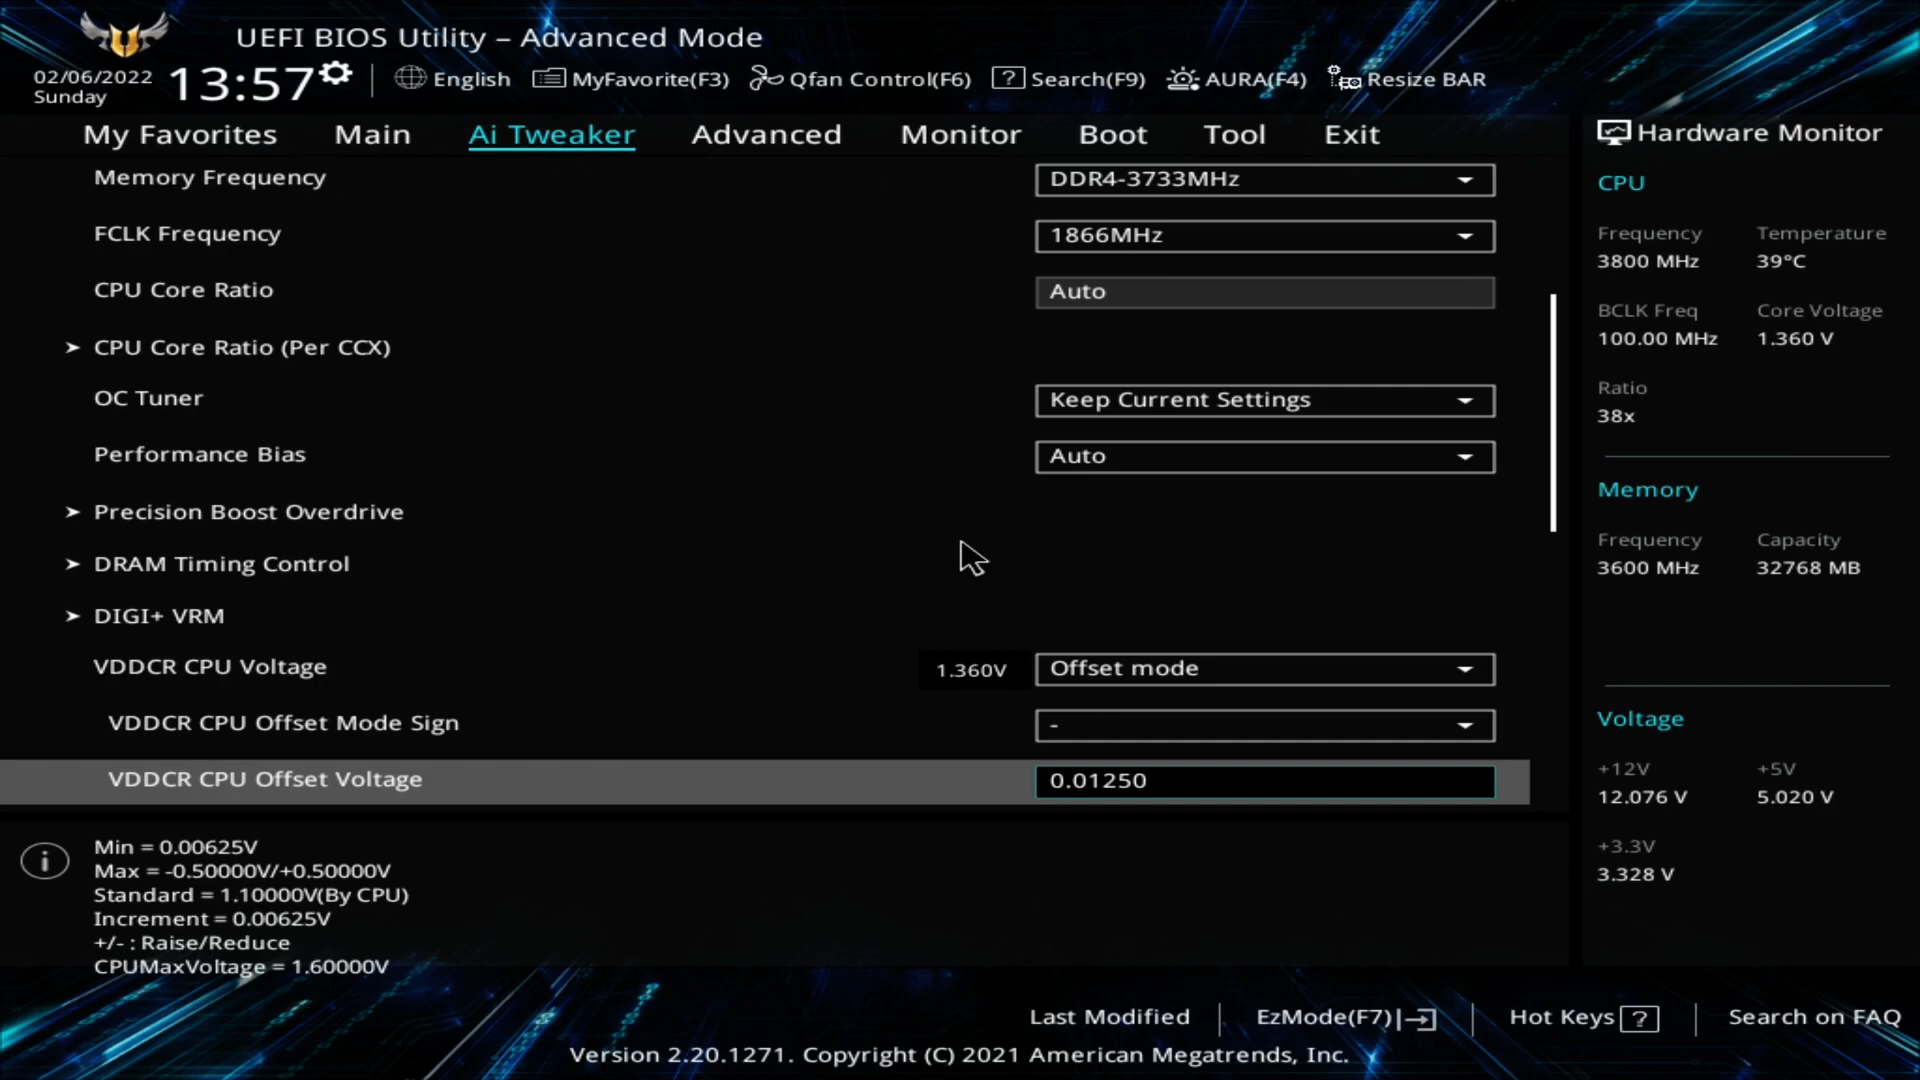 UEFI BIOS Utility – Advanced Mode
02/06/2022
Sunday
13:57
English
MyFavorite(F3)
Qfan Control(F6)
? Search(F9)
AURA(F4)
Resize BAR
My Favorites
Main
Ai Tweaker
Advanced
Monitor
Boot
Tool
Exit
Memory Frequency
DDR4-3733MHz
FCLK Frequency
1866MHz
CPU Core Ratio
Auto
CPU Core Ratio (Per CCX)
OC Tuner
Keep Current Settings
Performance Bias
Auto
Precision Boost Overdrive
DRAM Timing Control
DIGI+ VRM
VDDCR CPU Voltage
1.360V
Offset mode
VDDCR CPU Offset Mode Sign
-
VDDCR CPU Offset Voltage
0.01250
i
Min = 0.00625V
Max = -0.50000V/+0.50000V
Standard = 1.10000V(By CPU)
Increment = 0.00625V
+/- : Raise/Reduce
CPUMaxVoltage = 1.60000V
Hardware Monitor
CPU
Frequency Temperature
3800 MHz 39°C
BCLK Freq Core Voltage
100.00 MHz 1.360 V
Ratio
38x
Memory
Frequency Capacity
3600 MHz 32768 MB
Voltage
+12V +5V
12.076 V 5.020 V
+3.3V
3.328 V
Last Modified
EzMode(F7)
Hot Keys ?
Search on FAQ
Version 2.20.1271. Copyright (C) 2021 American Megatrends, Inc.